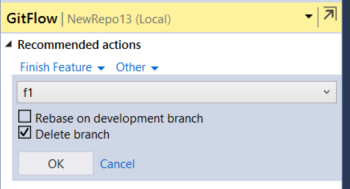 GitFlow | NewRepo13 (Local)
Recommended actions
Finish Feature Other
f1
Rebase on development branch
Delete branch
OK Cancel